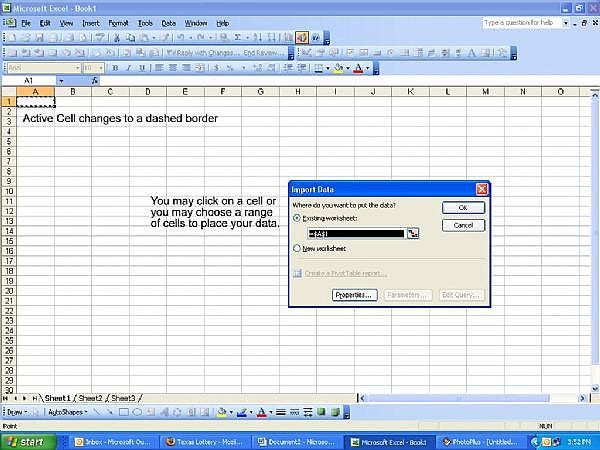 Microsoft Excel - Book1
File Edit View Insert Format Tools Data Window Help
Type a question for help
Reply with Changes... End Review...
Arial 10 B I U
A1 fx
A B C D E F G H I J K L M N O
1
2
3
Active Cell changes to a dashed border
4
5
6
7
8
9
10
11
12
13
14
15
16
17
18
19
20
21
22
23
24
25
26
27
28
29
30
You may click on a cell or
you may choose a range
of cells to place your data.
Import Data
Where do you want to put the data?
Existing worksheet:
=$A$1
New worksheet
Create a PivotTable report...
OK
Cancel
Properties... Parameters... Edit Query...
Sheet1 Sheet2 Sheet3
Draw AutoShapes
Point NUM
start Inbox - Microsoft Ou... Texas Lottery - Mozil... Document2 - Microso... Microsoft Excel - Book1 PhotoPlus - [Untitled... 3:52 PM